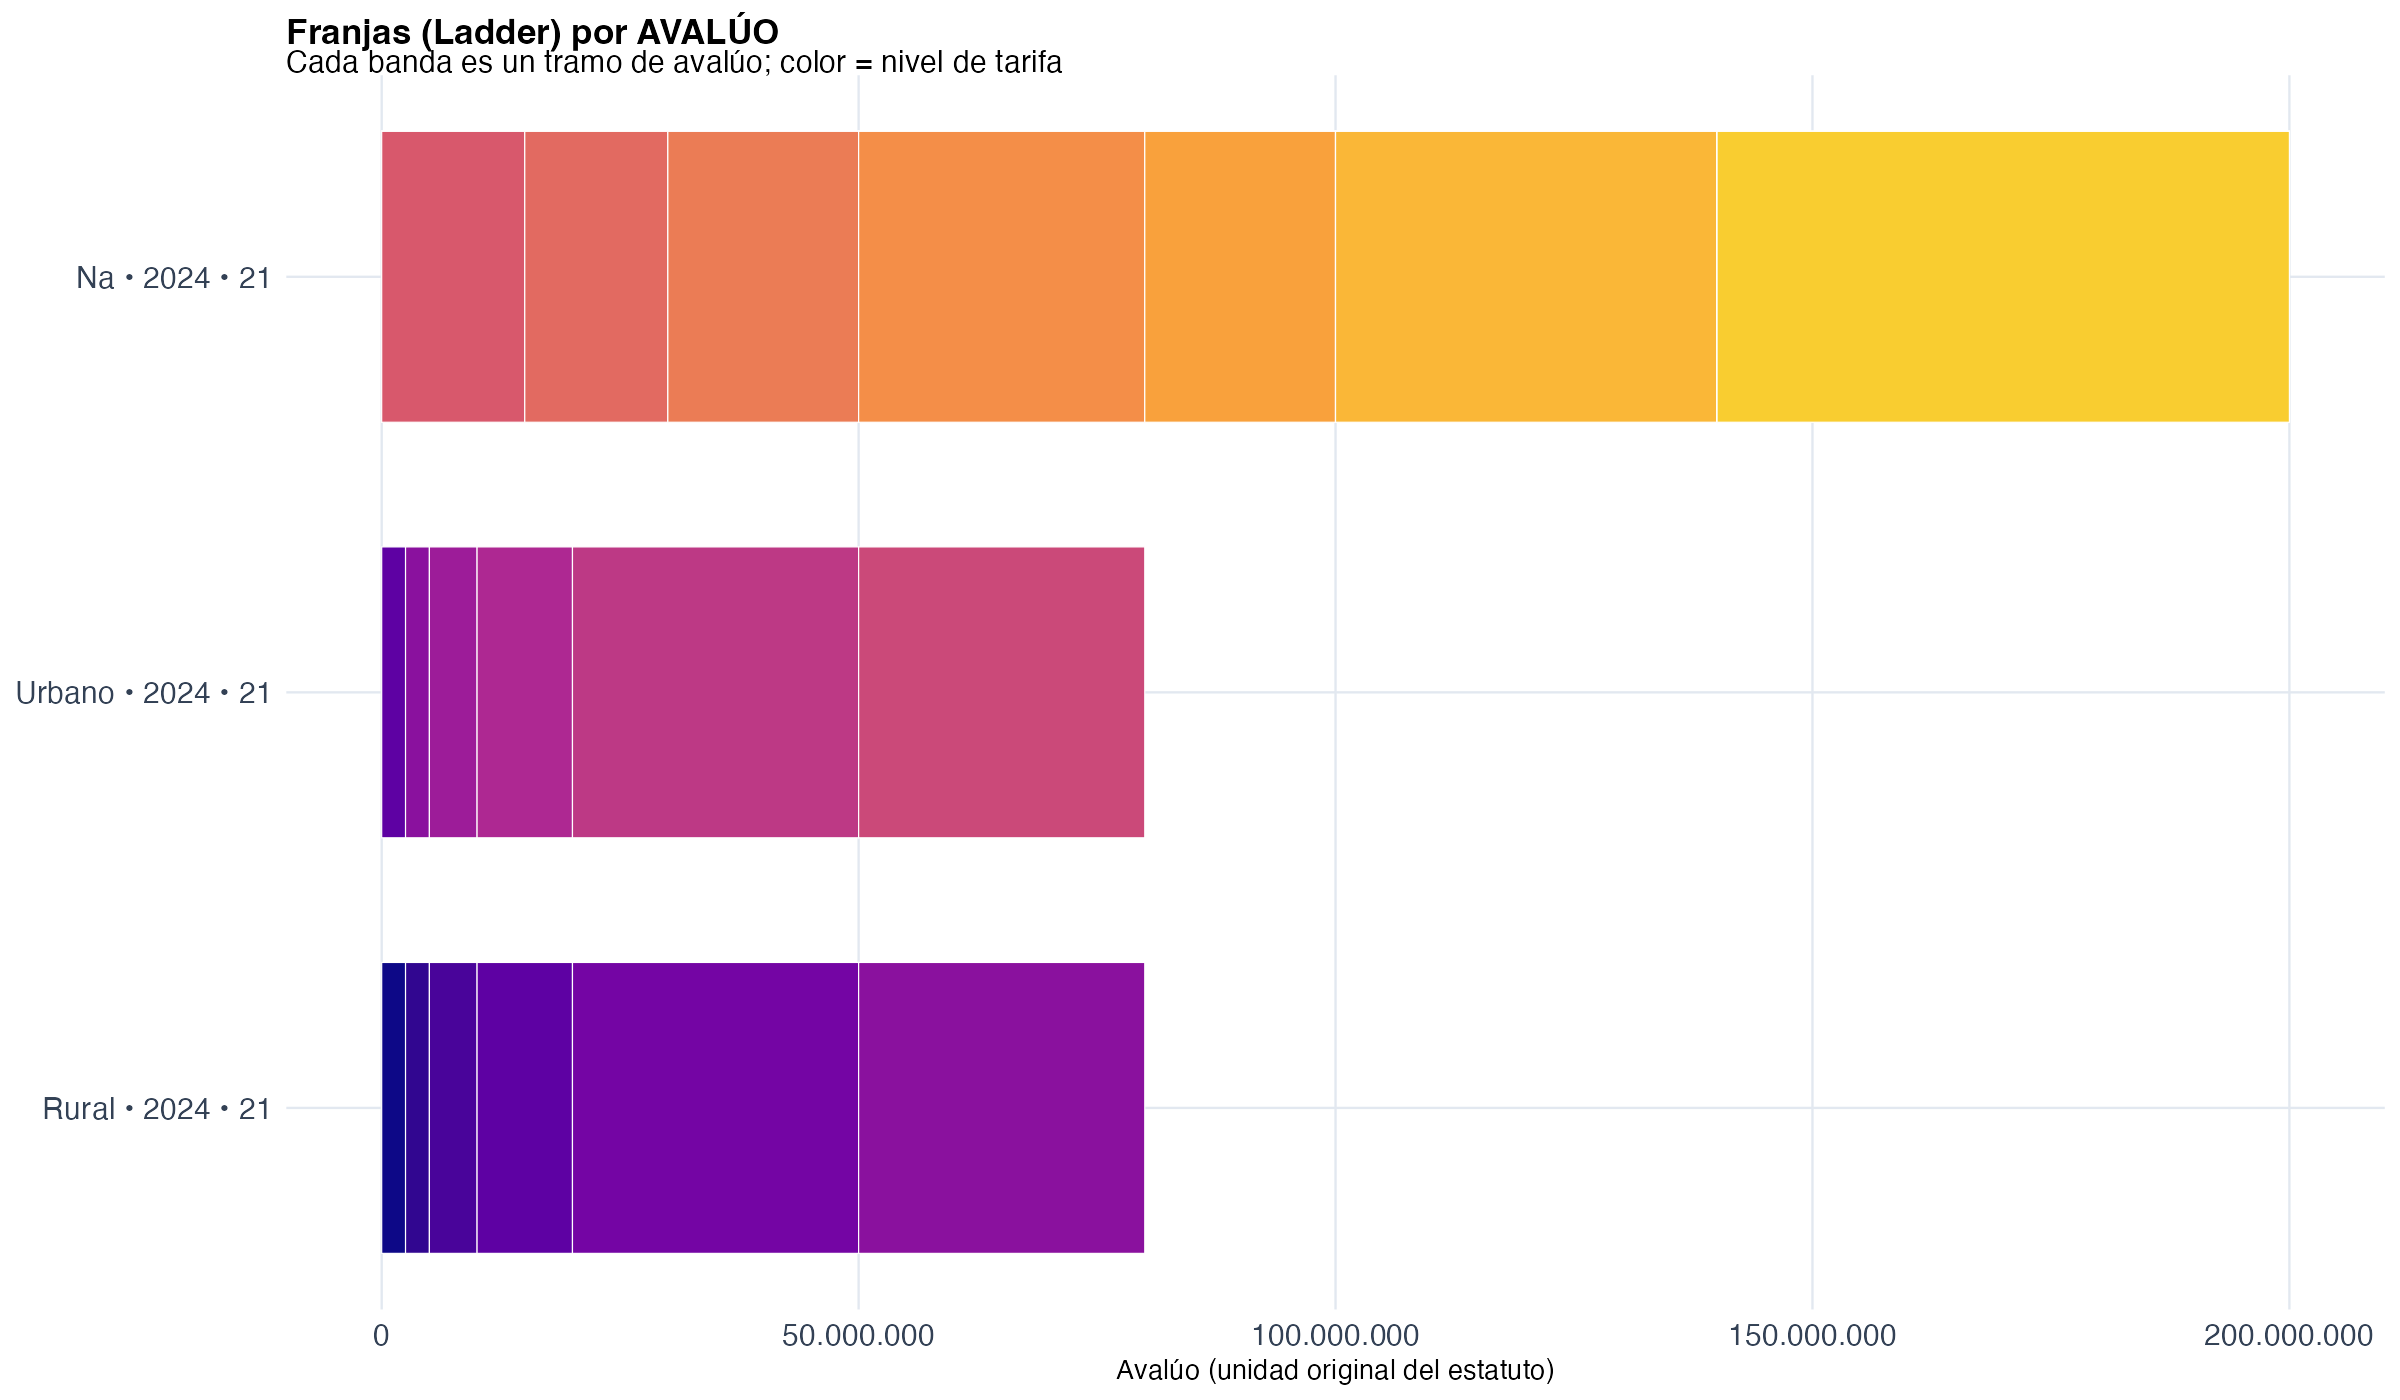 Franjas (Ladder) por AVALÚO
Cada banda es un tramo de avalúo; color = nivel de tarifa
Na • 2024 • 21
Urbano • 2024 • 21
Rural • 2024 • 21
0 50.000.000 100.000.000 150.000.000 200.000.000
Avalúo (unidad original del estatuto)